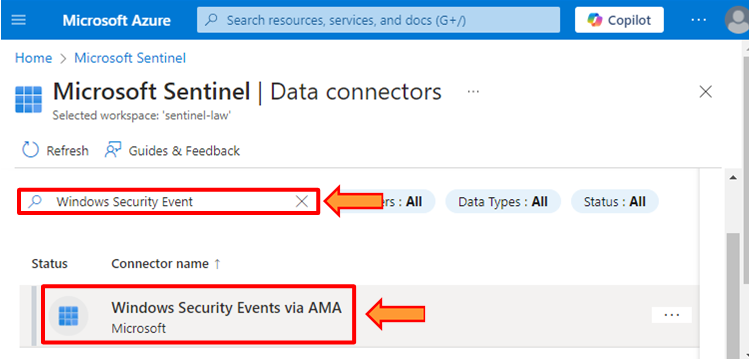 Microsoft Azure
Search resources, services, and docs (G+/)
Copilot
Home > Microsoft Sentinel
Microsoft Sentinel | Data connectors
Selected workspace: 'sentinel-law'
Refresh
Guides & Feedback
Windows Security Event
ers : All
Data Types : All
Status : All
Status
Connector name ↑
Windows Security Events via AMA
Microsoft